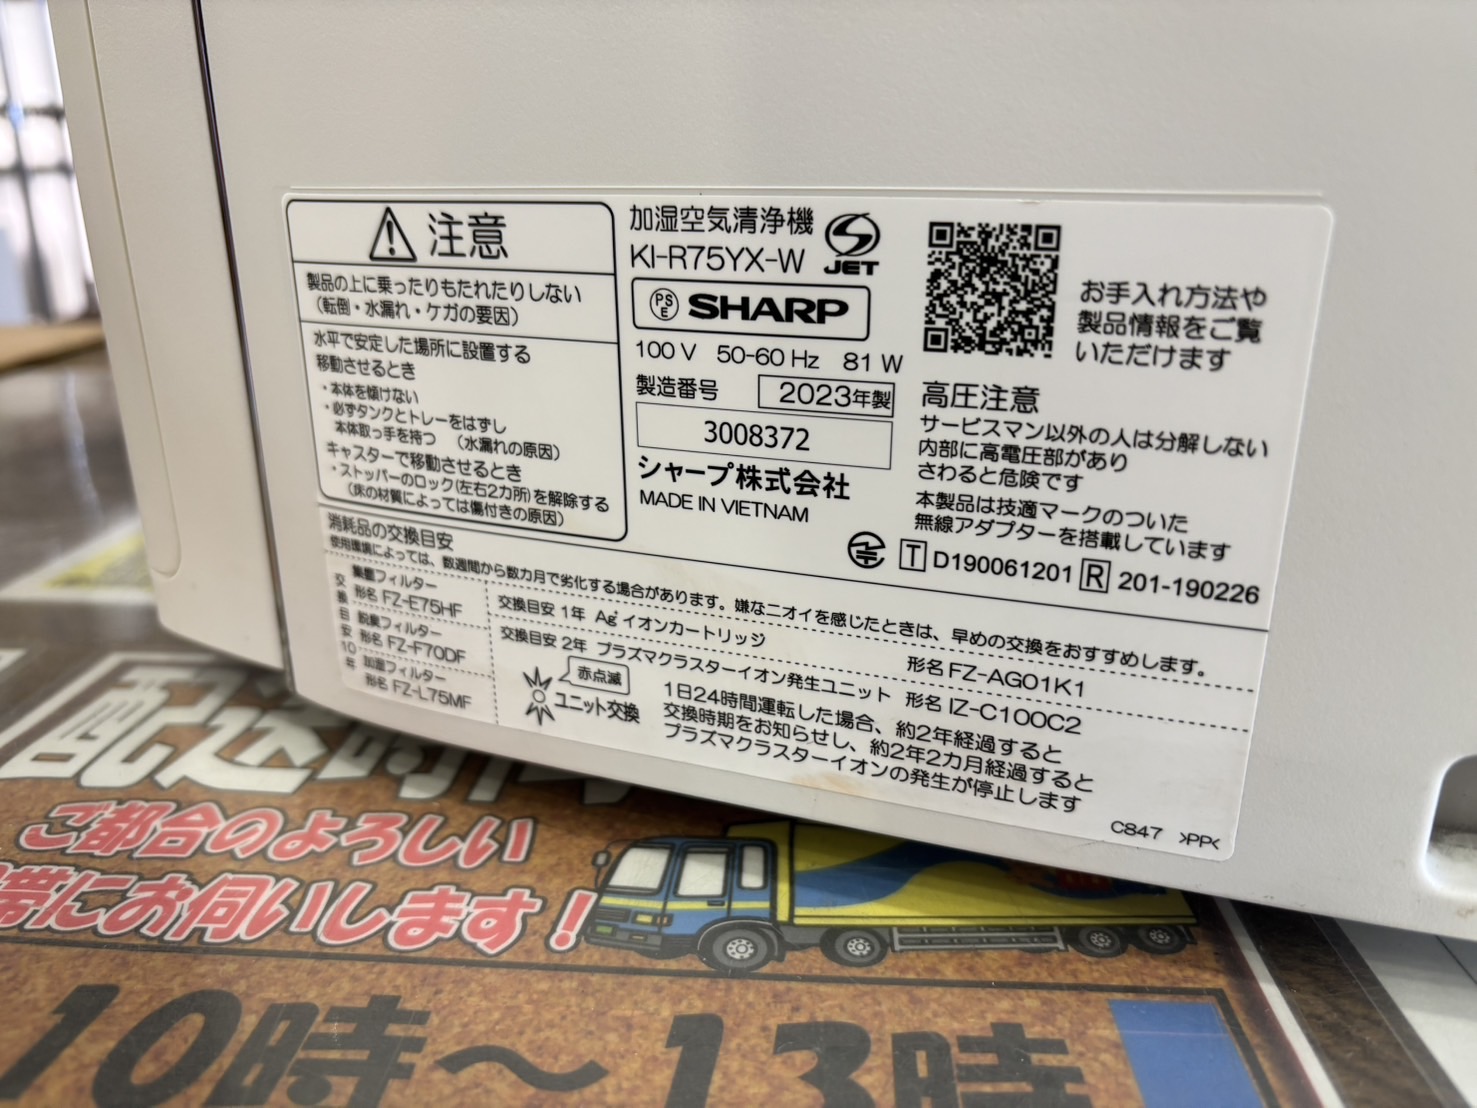 注意
製品の上に乗ったりもたれたりしない
（転倒・水漏れ・ケガの要因）
水平で安定した場所に設置する
移動させるとき
・本体を傾けない
・必ずタンクとトレーをはずし
本体取っ手を持つ （水漏れの原因）
キャスターで移動させるとき
・ストッパーのロック(左右2カ所)を解除する
（床の材質によっては傷付きの原因）
加湿空気清浄機
KI-R75YX-W
JET
PSE SHARP
100 V 50-60 Hz 81 W
製造番号 2023年製
3008372
シャープ株式会社
MADE IN VIETNAM
お手入れ方法や
製品情報をご覧
いただけます
高圧注意
サービスマン以外の人は分解しない
内部に高電圧部があり
さわると危険です
本製品は技適マークのついた
無線アダプターを搭載しています
T D190061201 R 201-190226
消耗品の交換目安
使用環境によっては、数週間から数カ月で劣化する場合があります。嫌なニオイを感じたときは、早めの交換をおすすめします。
交換目安10年
集塵フィルター
形名 FZ-E75HF
脱臭フィルター
形名 FZ-F70DF
加湿フィルター
形名 FZ-L75MF
交換目安 1年 Ag+イオンカートリッジ 形名 FZ-AG01K1
交換目安 2年 プラズマクラスターイオン発生ユニット 形名 IZ-C100C2
赤点滅
ユニット交換
1日24時間運転した場合、約2年経過すると
交換時期をお知らせし、約2年2カ月経過すると
プラズマクラスターイオンの発生が停止します
C847 >PP<
配送時
ご都合のよろしい
帯にお伺いします！
10時～13時